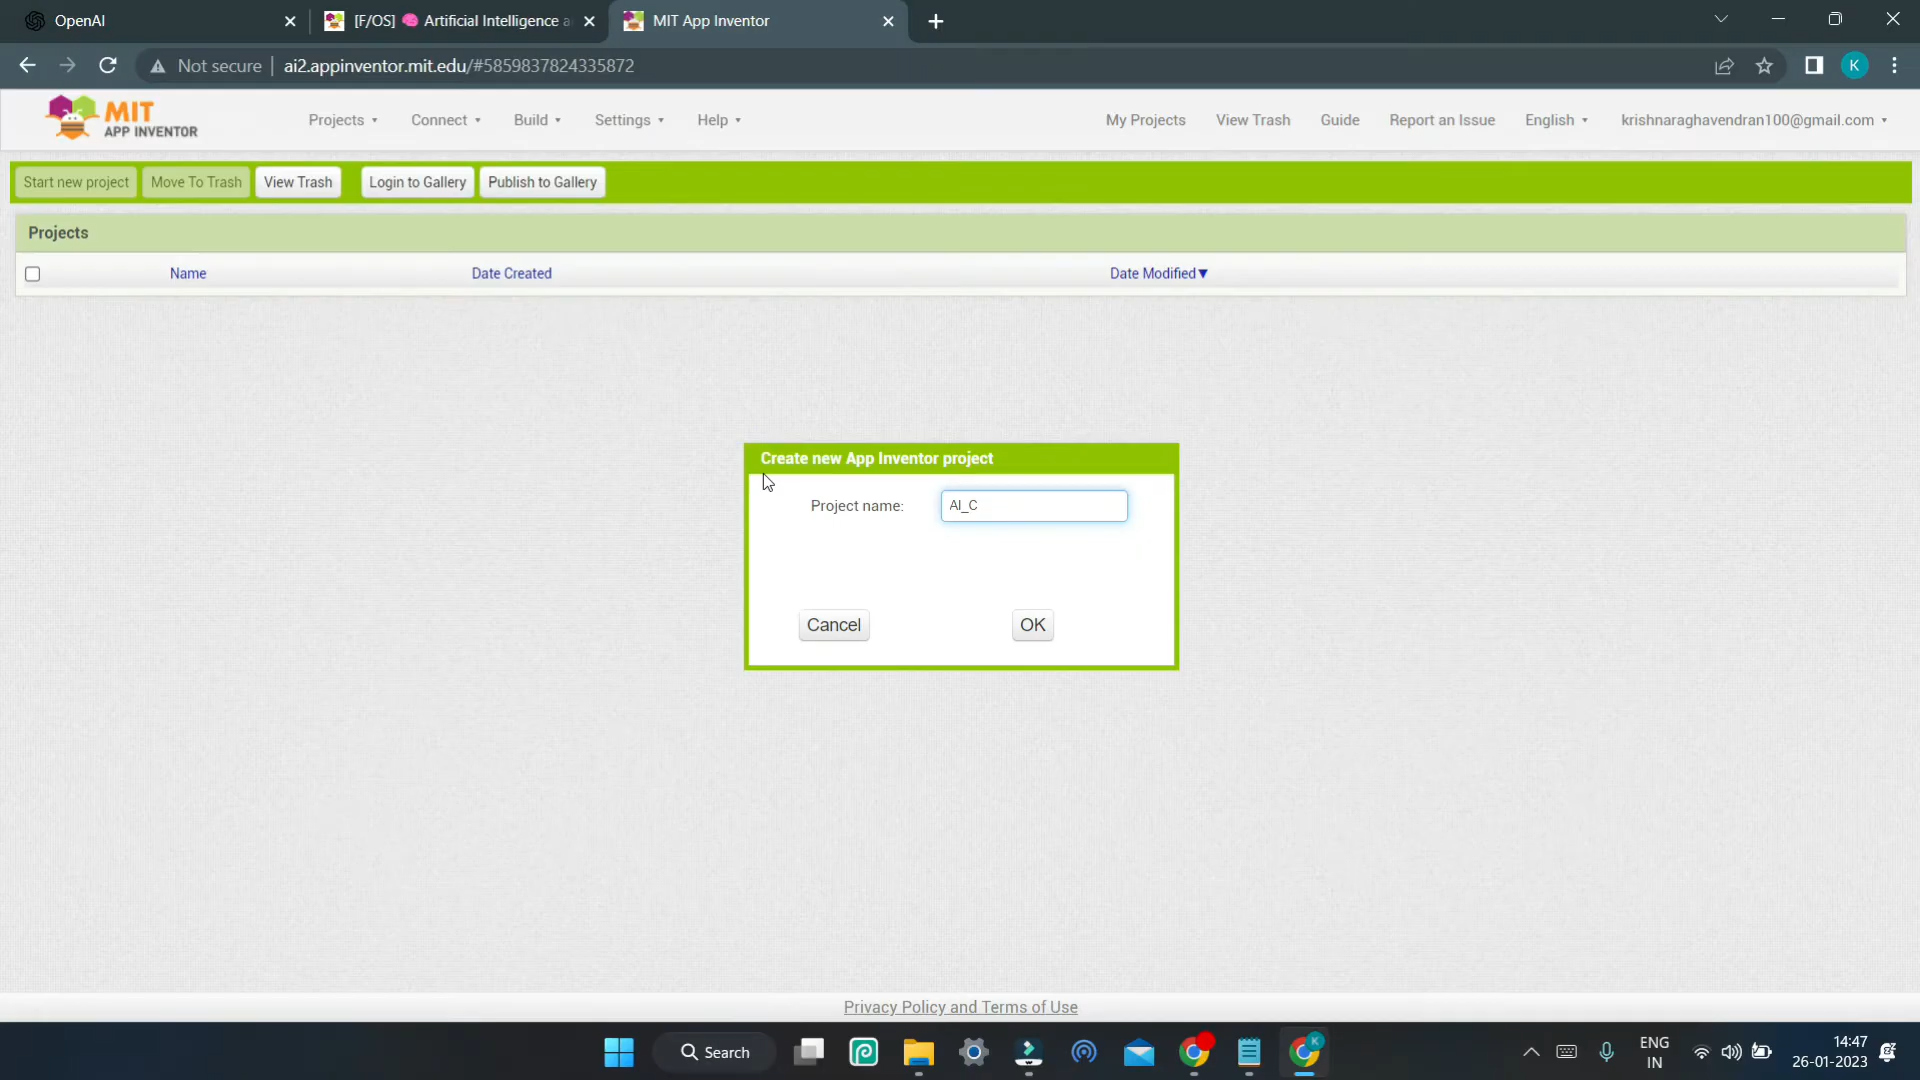 OpenAI
[F/OS] 🧠 Artificial Intelligence a
MIT App Inventor
Not secure
ai2.appinventor.mit.edu/#5859837824335872
K
MIT
APP INVENTOR
Projects
Connect
Build
Settings
Help
My Projects
View Trash
Guide
Report an Issue
English
krishnaraghavendran100@gmail.com
Start new project
Move To Trash
View Trash
Login to Gallery
Publish to Gallery
Projects
Name
Date Created
Date Modified▼
Create new App Inventor project
Project name:
AI_C
Cancel
OK
Privacy Policy and Terms of Use
Search
K
ENG
IN
14:47
26-01-2023